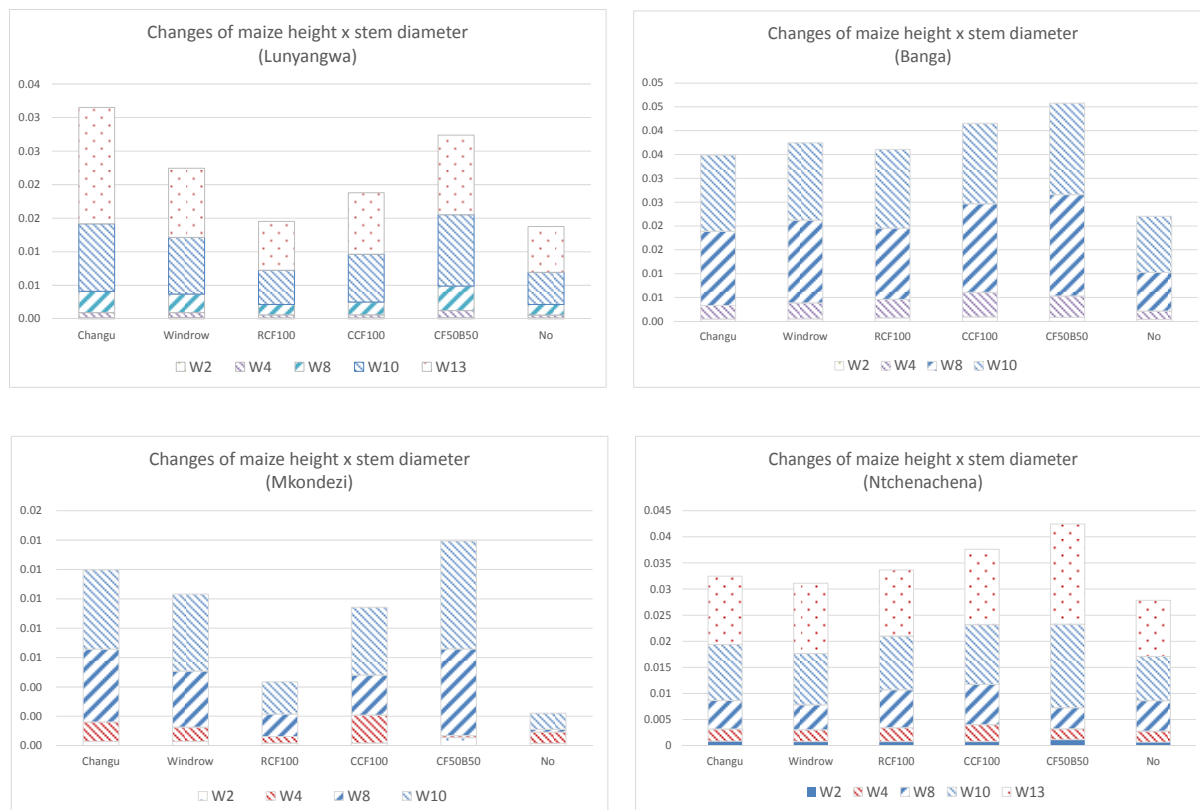 Changes of maize height x stem diameter
(Lunyangwa)
0.04
0.03
0.03
0.02
0.02
0.01
0.01
0.00
Changu Windrow RCF100 CCF100 CF50B50 No
W2 W4 W8 W10 W13
Changes of maize height x stem diameter
(Banga)
0.05
0.05
0.04
0.04
0.03
0.03
0.02
0.02
0.01
0.01
0.00
Changu Windrow RCF100 CCF100 CF50B50 No
W2 W4 W8 W10
Changes of maize height x stem diameter
(Mkondezi)
0.02
0.01
0.01
0.01
0.01
0.01
0.00
0.00
0.00
Changu Windrow RCF100 CCF100 CF50B50 No
W2 W4 W8 W10
Changes of maize height x stem diameter
(Ntchenachena)
0.045
0.04
0.035
0.03
0.025
0.02
0.015
0.01
0.005
0
Changu Windrow RCF100 CCF100 CF50B50 No
W2 W4 W8 W10 W13